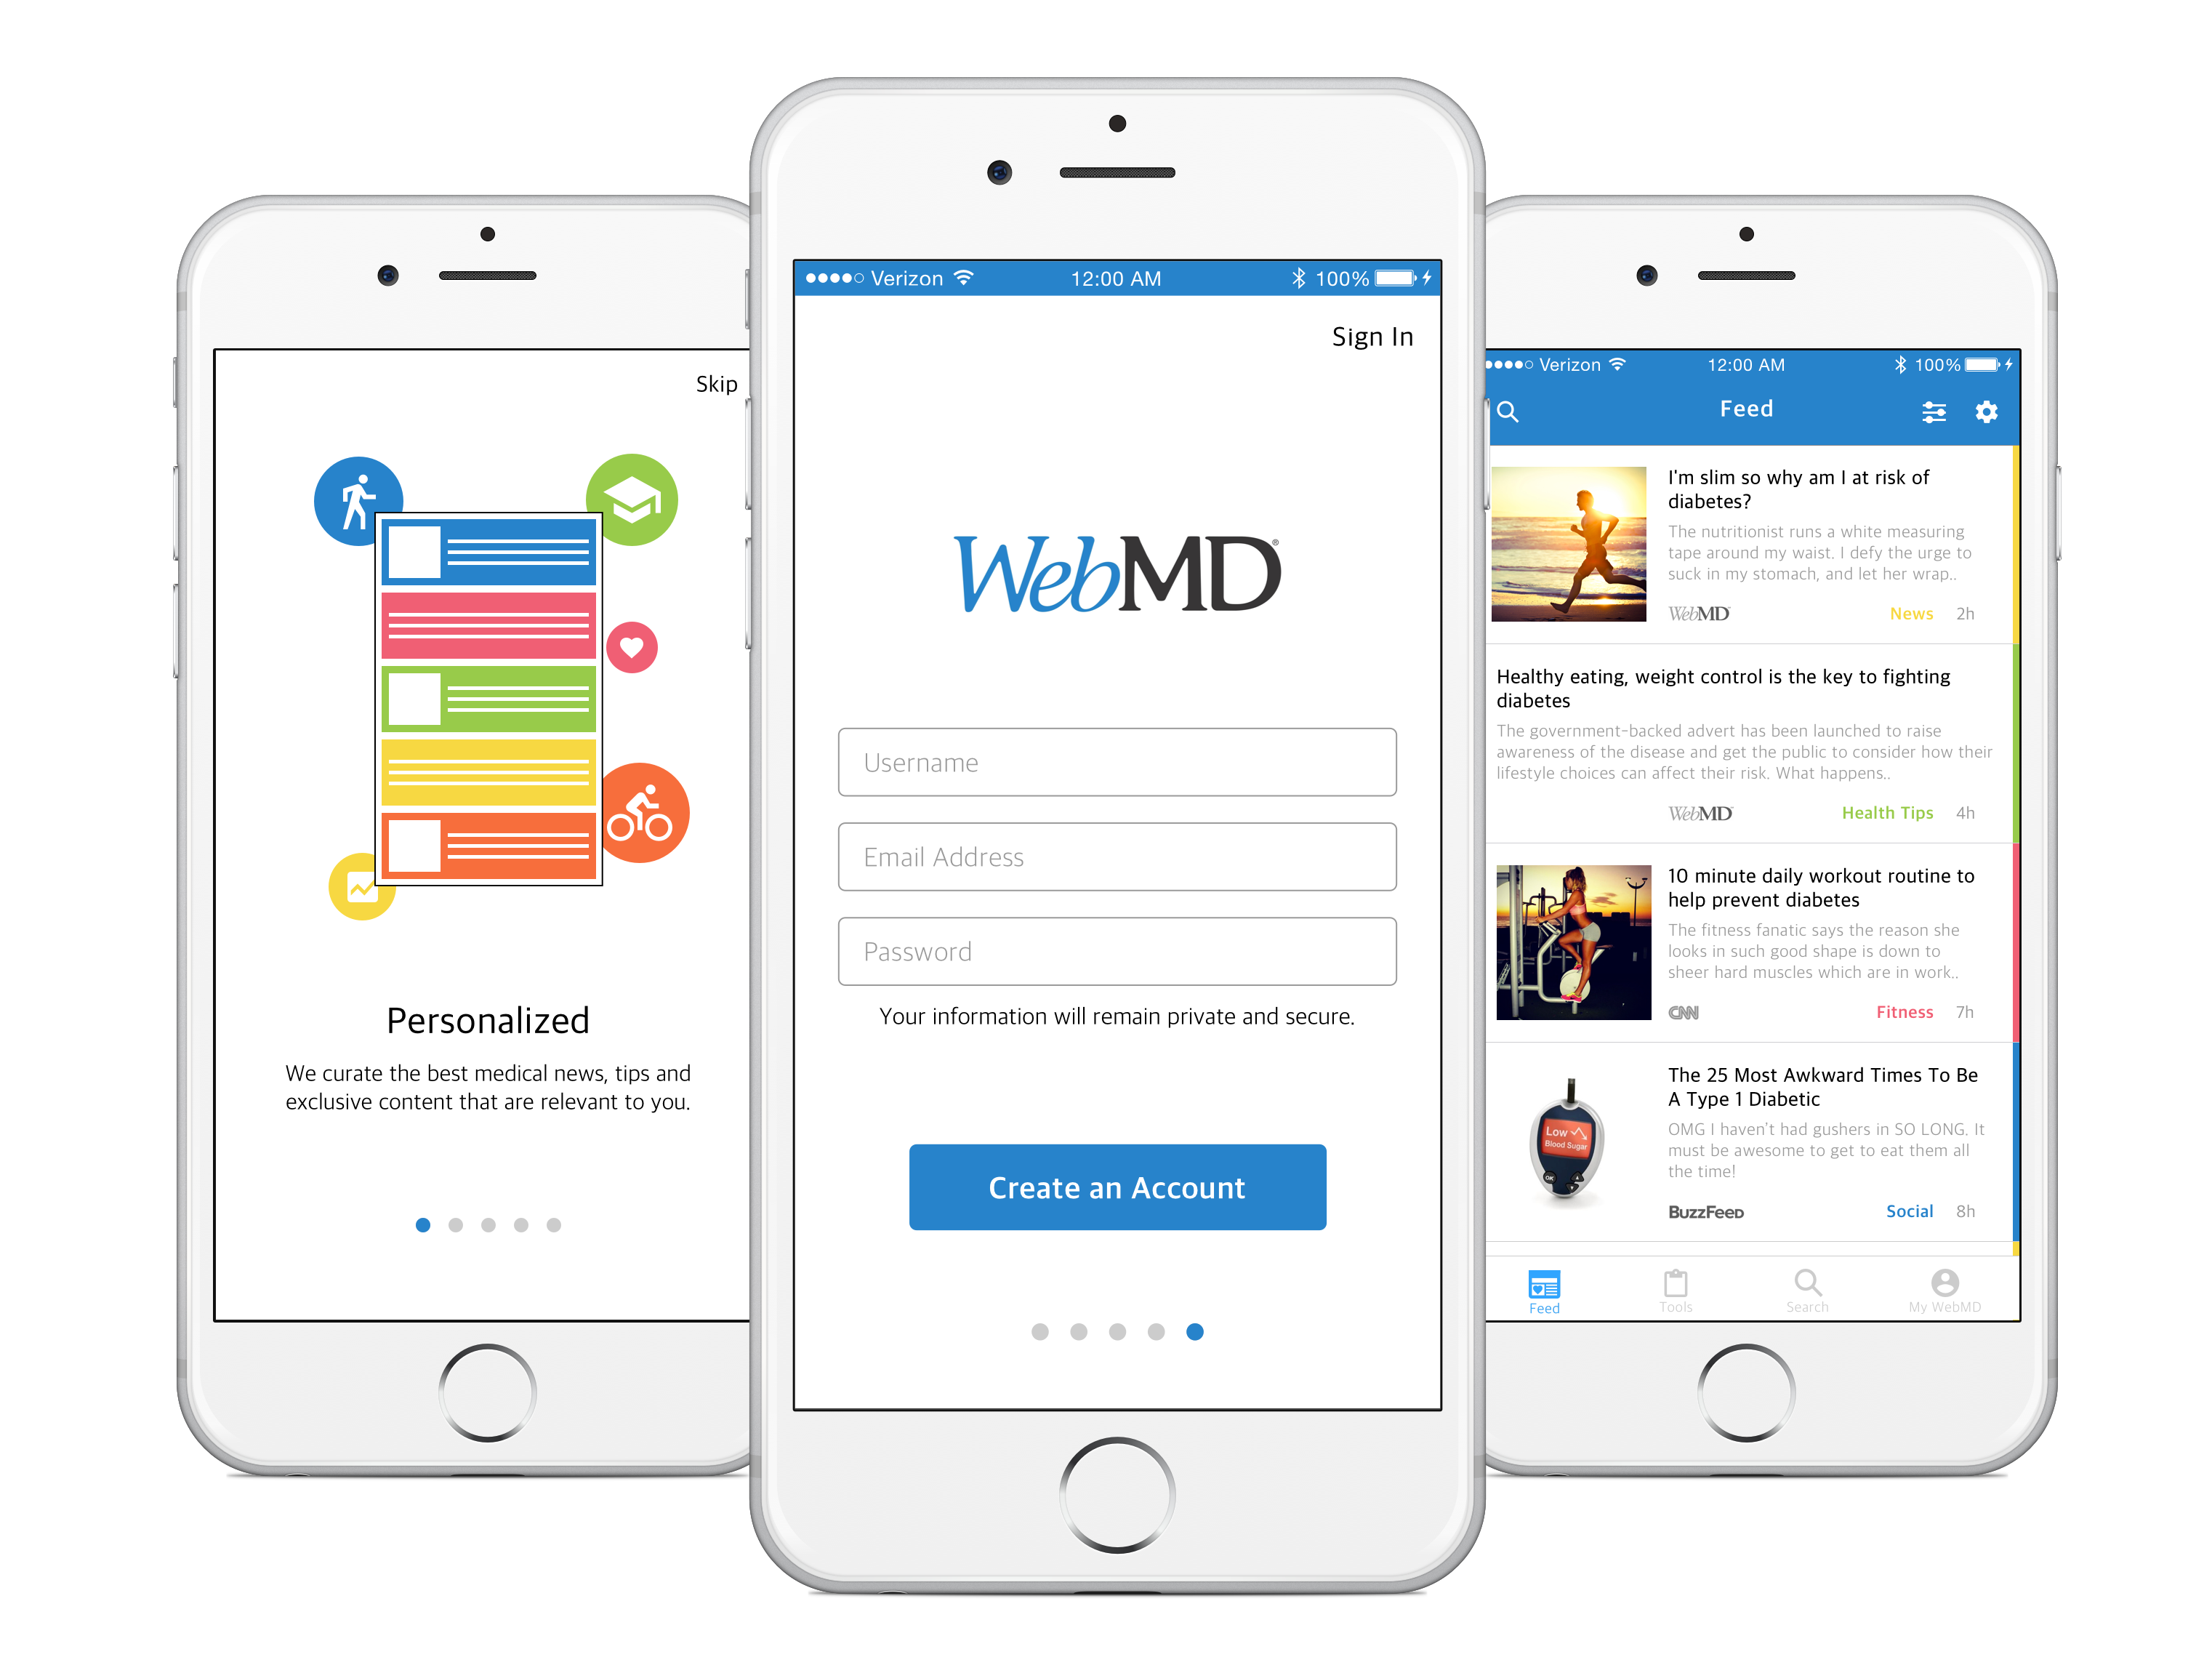 Skip
Personalized
We curate the best medical news, tips and
exclusive content that are relevant to you.
Verizon 12:00 AM 100%
Sign In
WebMD®
Username
Email Address
Password
Your information will remain private and secure.
Create an Account
Verizon 12:00 AM 100%
Feed
I'm slim so why am I at risk of
diabetes?
The nutritionist runs a white measuring
tape around my waist. I defy the urge to
suck in my stomach, and let her wrap..
WebMD News 2h
Healthy eating, weight control is the key to fighting
diabetes
The government-backed advert has been launched to raise
awareness of the disease and get the public to consider how their
lifestyle choices can affect their risk. What happens..
WebMD Health Tips 4h
10 minute daily workout routine to
help prevent diabetes
The fitness fanatic says the reason she
looks in such good shape is down to
sheer hard muscles which are in work..
CNN Fitness 7h
The 25 Most Awkward Times To Be
A Type 1 Diabetic
OMG I haven't had gushers in SO LONG. It
must be awesome to get to eat them all
the time!
Low
Blood Sugar
OK
BuzzFeed Social 8h
Feed Tools Search My WebMD